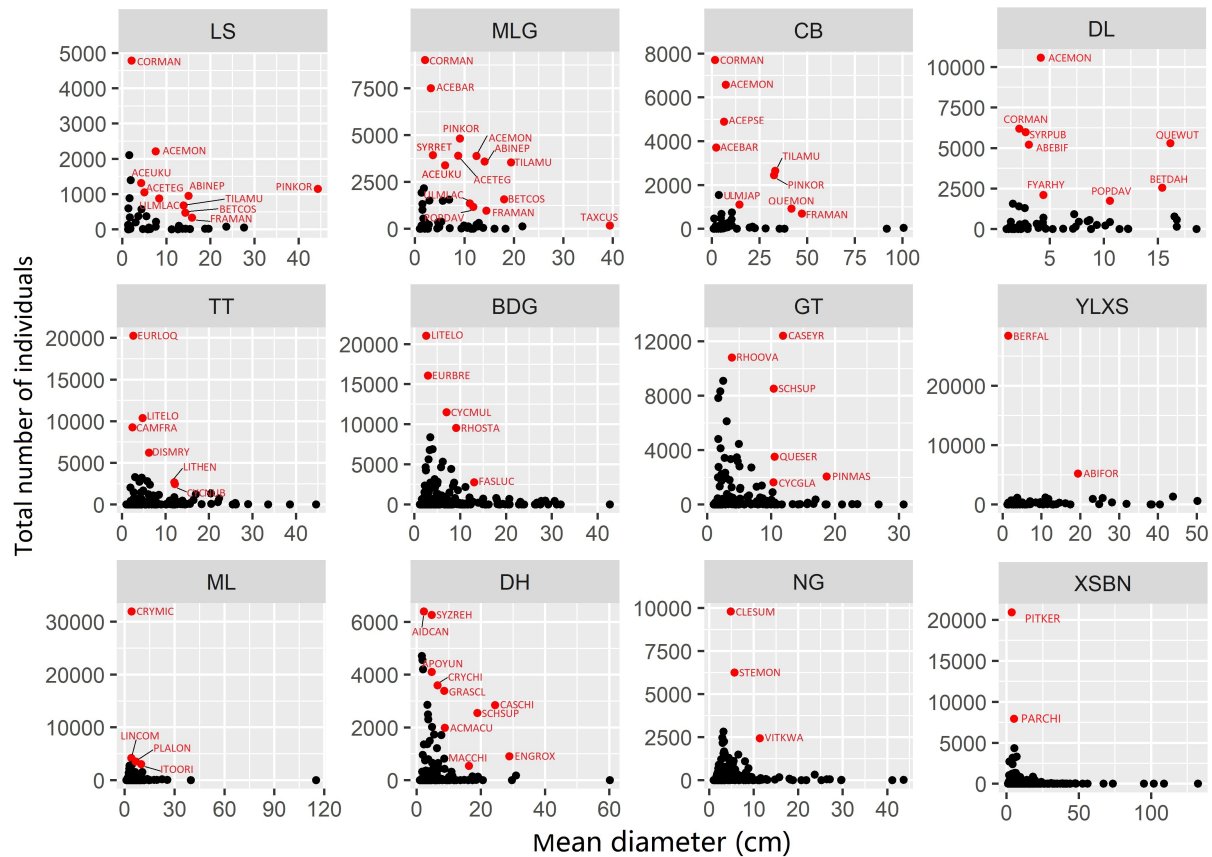 LS
MLG
CB
DL
5000
4000
3000
2000
1000
0
CORMAN
ACEMON
ACEUKU
ACETEG
ABINEP
PINKOR
ULMLAC
TILAMU
BETCOS
FRAMAN
0 10 20 30 40
7500
5000
2500
0
CORMAN
ACEBAR
PINKOR
ACEMON
SYRRET
ABINEP
TILAMU
ACEUKU
ACETEG
ULMLAC
BETCOS
POPDAV
FRAMAN
TAXCUS
0 10 20 30 40
8000
6000
4000
2000
0
CORMAN
ACEMON
ACEPSE
ACEBAR
TILAMU
PINKOR
ULMJAP
QUEMON
FRAMAN
0 25 50 75 100
10000
7500
5000
2500
0
ACEMON
CORMAN
SYRPUB
QUEWUT
ABEBIF
FYARHY
POPDAV
BETDAH
5 10 15
Total number of individuals
TT
BDG
GT
YLXS
20000
15000
10000
5000
0
EURLOQ
LITELO
CAMFRA
DISMRY
LITHEN
0 10 20 30 40
20000
15000
10000
5000
0
LITELO
EURBRE
CYCMUL
RHOSTA
FASLUC
0 10 20 30 40
12000
8000
4000
0
CASEYR
RHOOVA
SCHSUP
QUESER
PINMAS
CYCGLA
0 10 20 30
20000
10000
0
BERFAL
ABIFOR
0 10 20 30 40 50
ML
DH
NG
XSBN
30000
20000
10000
0
CRYMIC
LINCOM
PLALON
ITOORI
0 30 60 90 120
6000
4000
2000
0
SYZREH
AIDCAN
APOYUN
CRYCHI
GRASCL
CASCHI
SCHSUP
ACMACU
MACCHI
ENGROX
0 20 40 60
10000
7500
5000
2500
0
CLESUM
STEMON
VITKWA
0 10 20 30 40
20000
15000
10000
5000
0
PITKER
PARCHI
0 50 100
Mean diameter (cm)